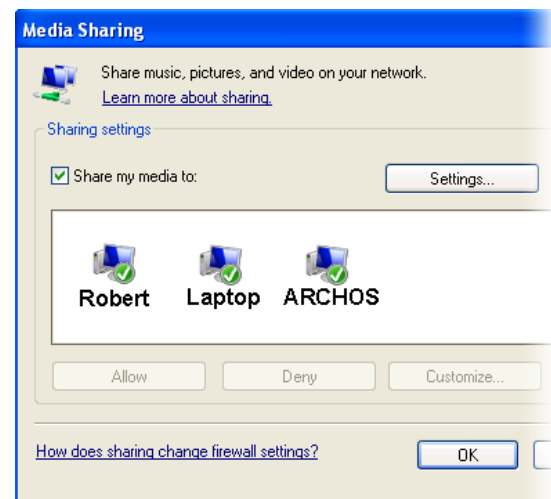 Media Sharing
Share music, pictures, and video on your network.
Learn more about sharing.
Sharing settings
Share my media to:
Settings...
Robert Laptop ARCHOS
Allow Deny Customize...
How does sharing change firewall settings?
OK